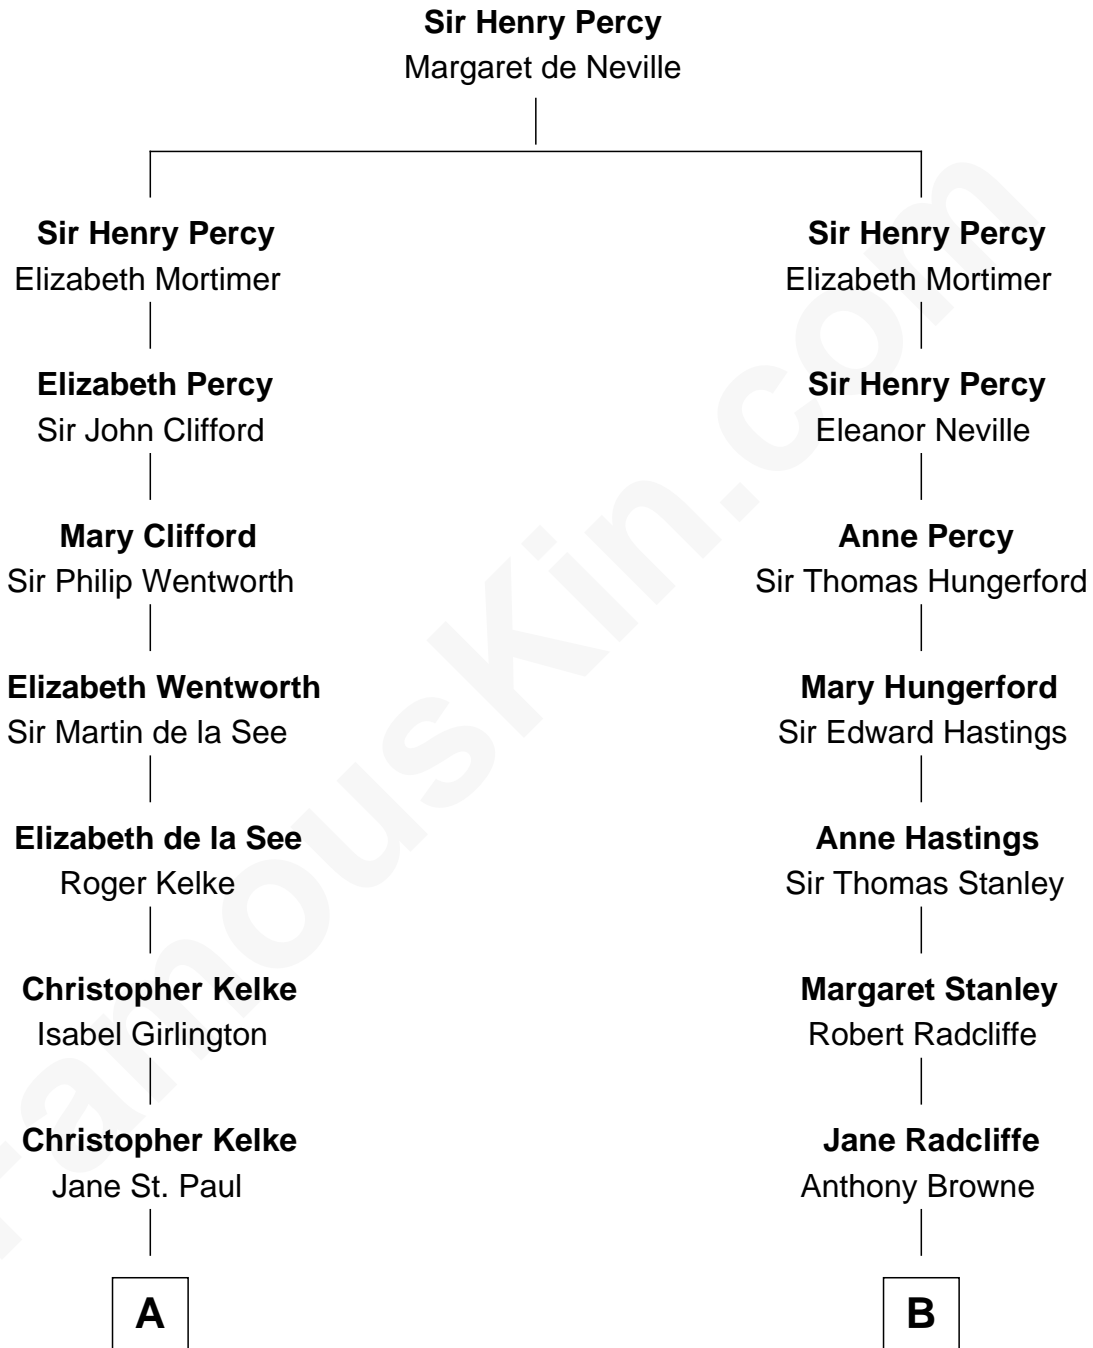 Sir Henry Percy
Margaret de Neville
Sir Henry Percy
Elizabeth Mortimer
Elizabeth Percy
Sir John Clifford
Mary Clifford
Sir Philip Wentworth
Elizabeth Wentworth
Sir Martin de la See
Elizabeth de la See
Roger Kelke
Christopher Kelke
Isabel Girlington
Christopher Kelke
Jane St. Paul
A
Sir Henry Percy
Elizabeth Mortimer
Sir Henry Percy
Eleanor Neville
Anne Percy
Sir Thomas Hungerford
Mary Hungerford
Sir Edward Hastings
Anne Hastings
Sir Thomas Stanley
Margaret Stanley
Robert Radcliffe
Jane Radcliffe
Anthony Browne
B
FamousKin.com